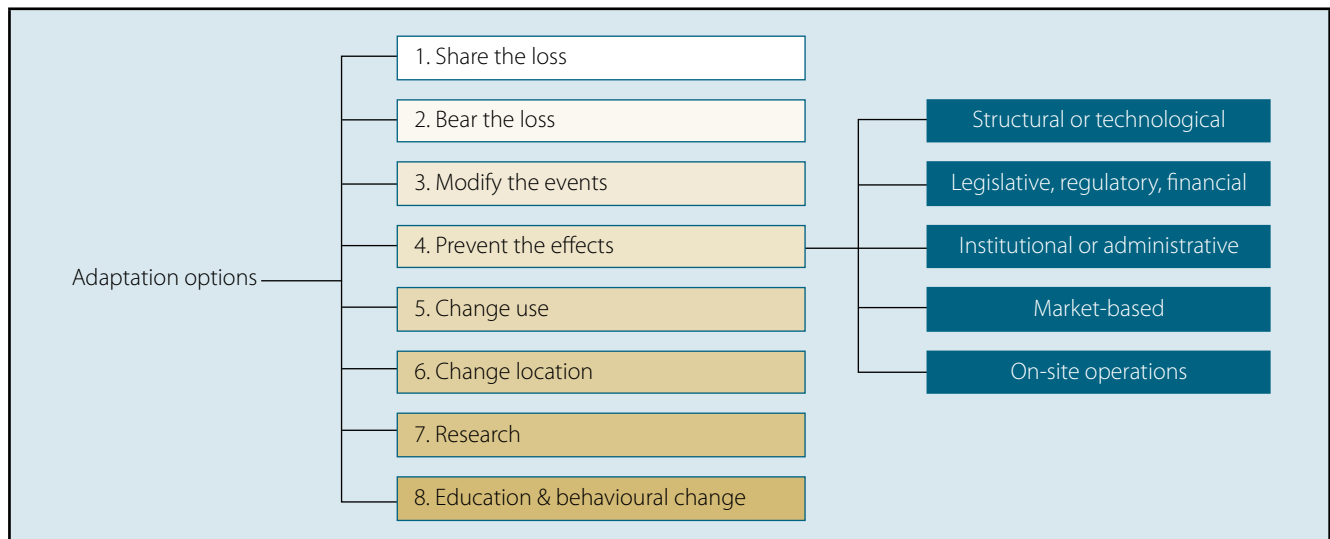 Adaptation options
1. Share the loss
2. Bear the loss
3. Modify the events
4. Prevent the effects
5. Change use
6. Change location
7. Research
8. Education & behavioural change
Structural or technological
Legislative, regulatory, financial
Institutional or administrative
Market-based
On-site operations